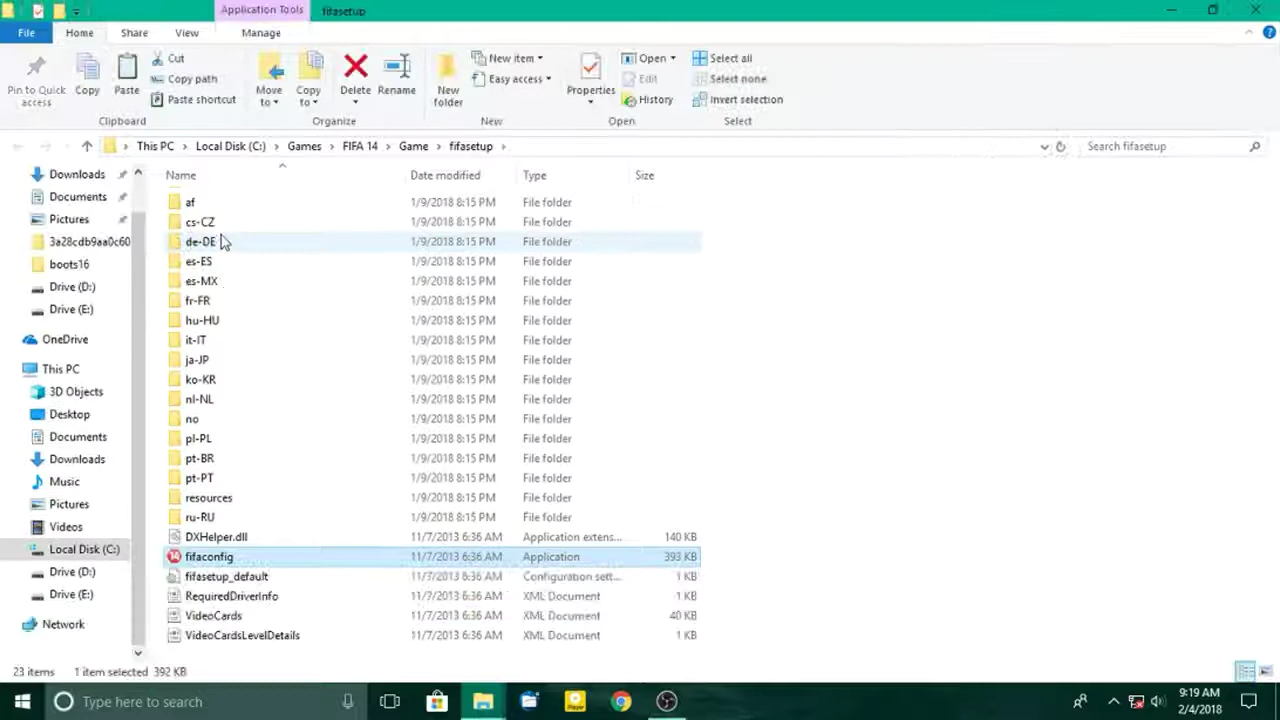 Application Tools fifasetup
File Home Share View Manage
Pin to Quick access
Copy
Paste
Cut
Copy path
Paste shortcut
Clipboard
Move to
Copy to
Delete
Rename
Organize
New folder
New item
Easy access
New
Properties
Open
Edit
History
Open
Select all
Select none
Invert selection
Select
This PC Local Disk (C:) Games FIFA 14 Game fifasetup
Search fifasetup
Downloads
Documents
Pictures
3a28cdb9aa0c60
boots16
Drive (D:)
Drive (E:)
OneDrive
This PC
3D Objects
Desktop
Documents
Downloads
Music
Pictures
Videos
Local Disk (C:)
Drive (D:)
Drive (E:)
Network
Name Date modified Type Size
af 1/9/2018 8:15 PM File folder
cs-CZ 1/9/2018 8:15 PM File folder
de-DE 1/9/2018 8:15 PM File folder
es-ES 1/9/2018 8:15 PM File folder
es-MX 1/9/2018 8:15 PM File folder
fr-FR 1/9/2018 8:15 PM File folder
hu-HU 1/9/2018 8:15 PM File folder
it-IT 1/9/2018 8:15 PM File folder
ja-JP 1/9/2018 8:15 PM File folder
ko-KR 1/9/2018 8:15 PM File folder
nl-NL 1/9/2018 8:15 PM File folder
no 1/9/2018 8:15 PM File folder
pl-PL 1/9/2018 8:15 PM File folder
pt-BR 1/9/2018 8:15 PM File folder
pt-PT 1/9/2018 8:15 PM File folder
resources 1/9/2018 8:15 PM File folder
ru-RU 1/9/2018 8:15 PM File folder
DXHelper.dll 11/7/2013 6:36 AM Application extens... 140 KB
14 fifaconfig 11/7/2013 6:36 AM Application 393 KB
fifasetup_default 11/7/2013 6:36 AM Configuration sett... 1 KB
RequiredDriverInfo 11/7/2013 6:36 AM XML Document 1 KB
VideoCards 11/7/2013 6:36 AM XML Document 40 KB
VideoCardsLevelDetails 11/7/2013 6:36 AM XML Document 1 KB
23 items 1 item selected 392 KB
Type here to search
9:19 AM
2/4/2018